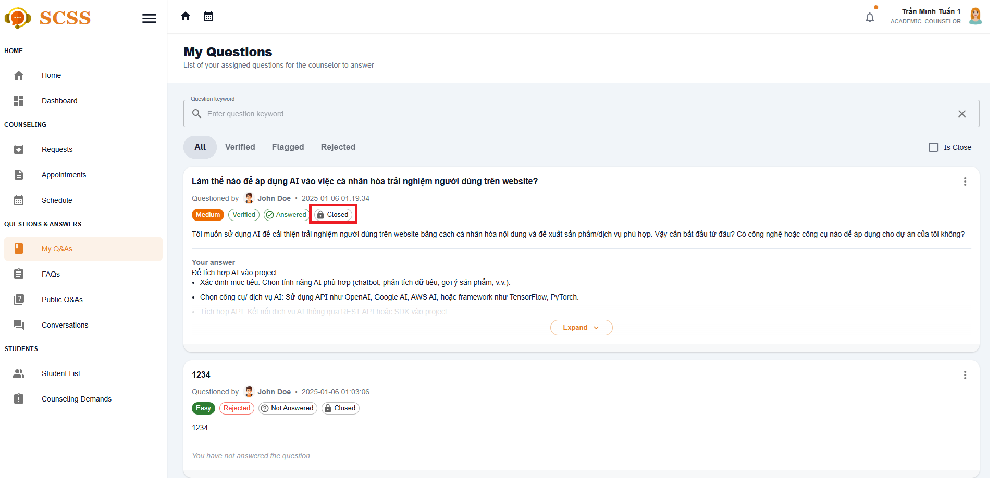 SCSS
Trần Minh Tuấn 1
ACADEMIC_COUNSELOR
HOME
Home
Dashboard
COUNSELING
Requests
Appointments
Schedule
QUESTIONS & ANSWERS
My Q&As
FAQs
Public Q&As
Conversations
STUDENTS
Student List
Counseling Demands
My Questions
List of your assigned questions for the counselor to answer
Question keyword
Enter question keyword
All Verified Flagged Rejected Is Close
Làm thế nào để áp dụng AI vào việc cá nhân hóa trải nghiệm người dùng trên website?
Questioned by John Doe • 2025-01-06 01:19:34
Medium Verified Answered Closed
Tôi muốn sử dụng AI để cải thiện trải nghiệm người dùng trên website bằng cách cá nhân hóa nội dung và đề xuất sản phẩm/dịch vụ phù hợp. Vậy cần bắt đầu từ đâu? Có công nghệ hoặc công cụ nào dễ áp dụng cho dự án của tôi không?
Your answer
Để tích hợp AI vào project:
• Xác định mục tiêu: Chọn tính năng AI phù hợp (chatbot, phân tích dữ liệu, gợi ý sản phẩm, v.v.).
• Chọn công cụ/ dịch vụ AI: Sử dụng API như OpenAI, Google AI, AWS AI, hoặc framework như TensorFlow, PyTorch.
• Tích hợp API: Kết nối dịch vụ AI thông qua REST API hoặc SDK vào project.
Expand
1234
Questioned by John Doe • 2025-01-06 01:03:06
Easy Rejected Not Answered Closed
1234
You have not answered the question